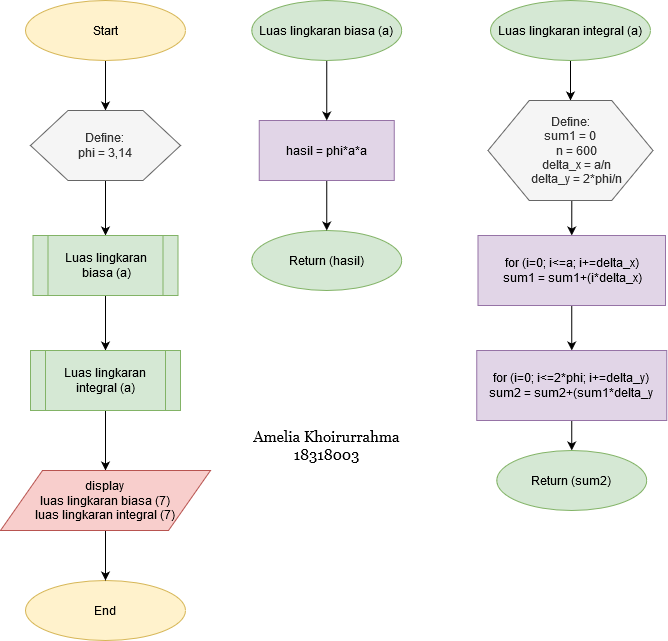 Start
Define:
phi = 3,14
Luas lingkaran
biasa (a)
Luas lingkaran
integral (a)
display
luas lingkaran biasa (7)
luas lingkaran integral (7)
End
Luas lingkaran biasa (a)
hasil = phi*a*a
Return (hasil)
Amelia Khoirurrahma
18318003
Luas lingkaran integral (a)
Define:
sum1 = 0
n = 600
delta_x = a/n
delta_y = 2*phi/n
for (i=0; i<=a; i+=delta_x)
sum1 = sum1+(i*delta_x)
for (i=0; i<=2*phi; i+=delta_y)
sum2 = sum2+(sum1*delta_y
Return (sum2)